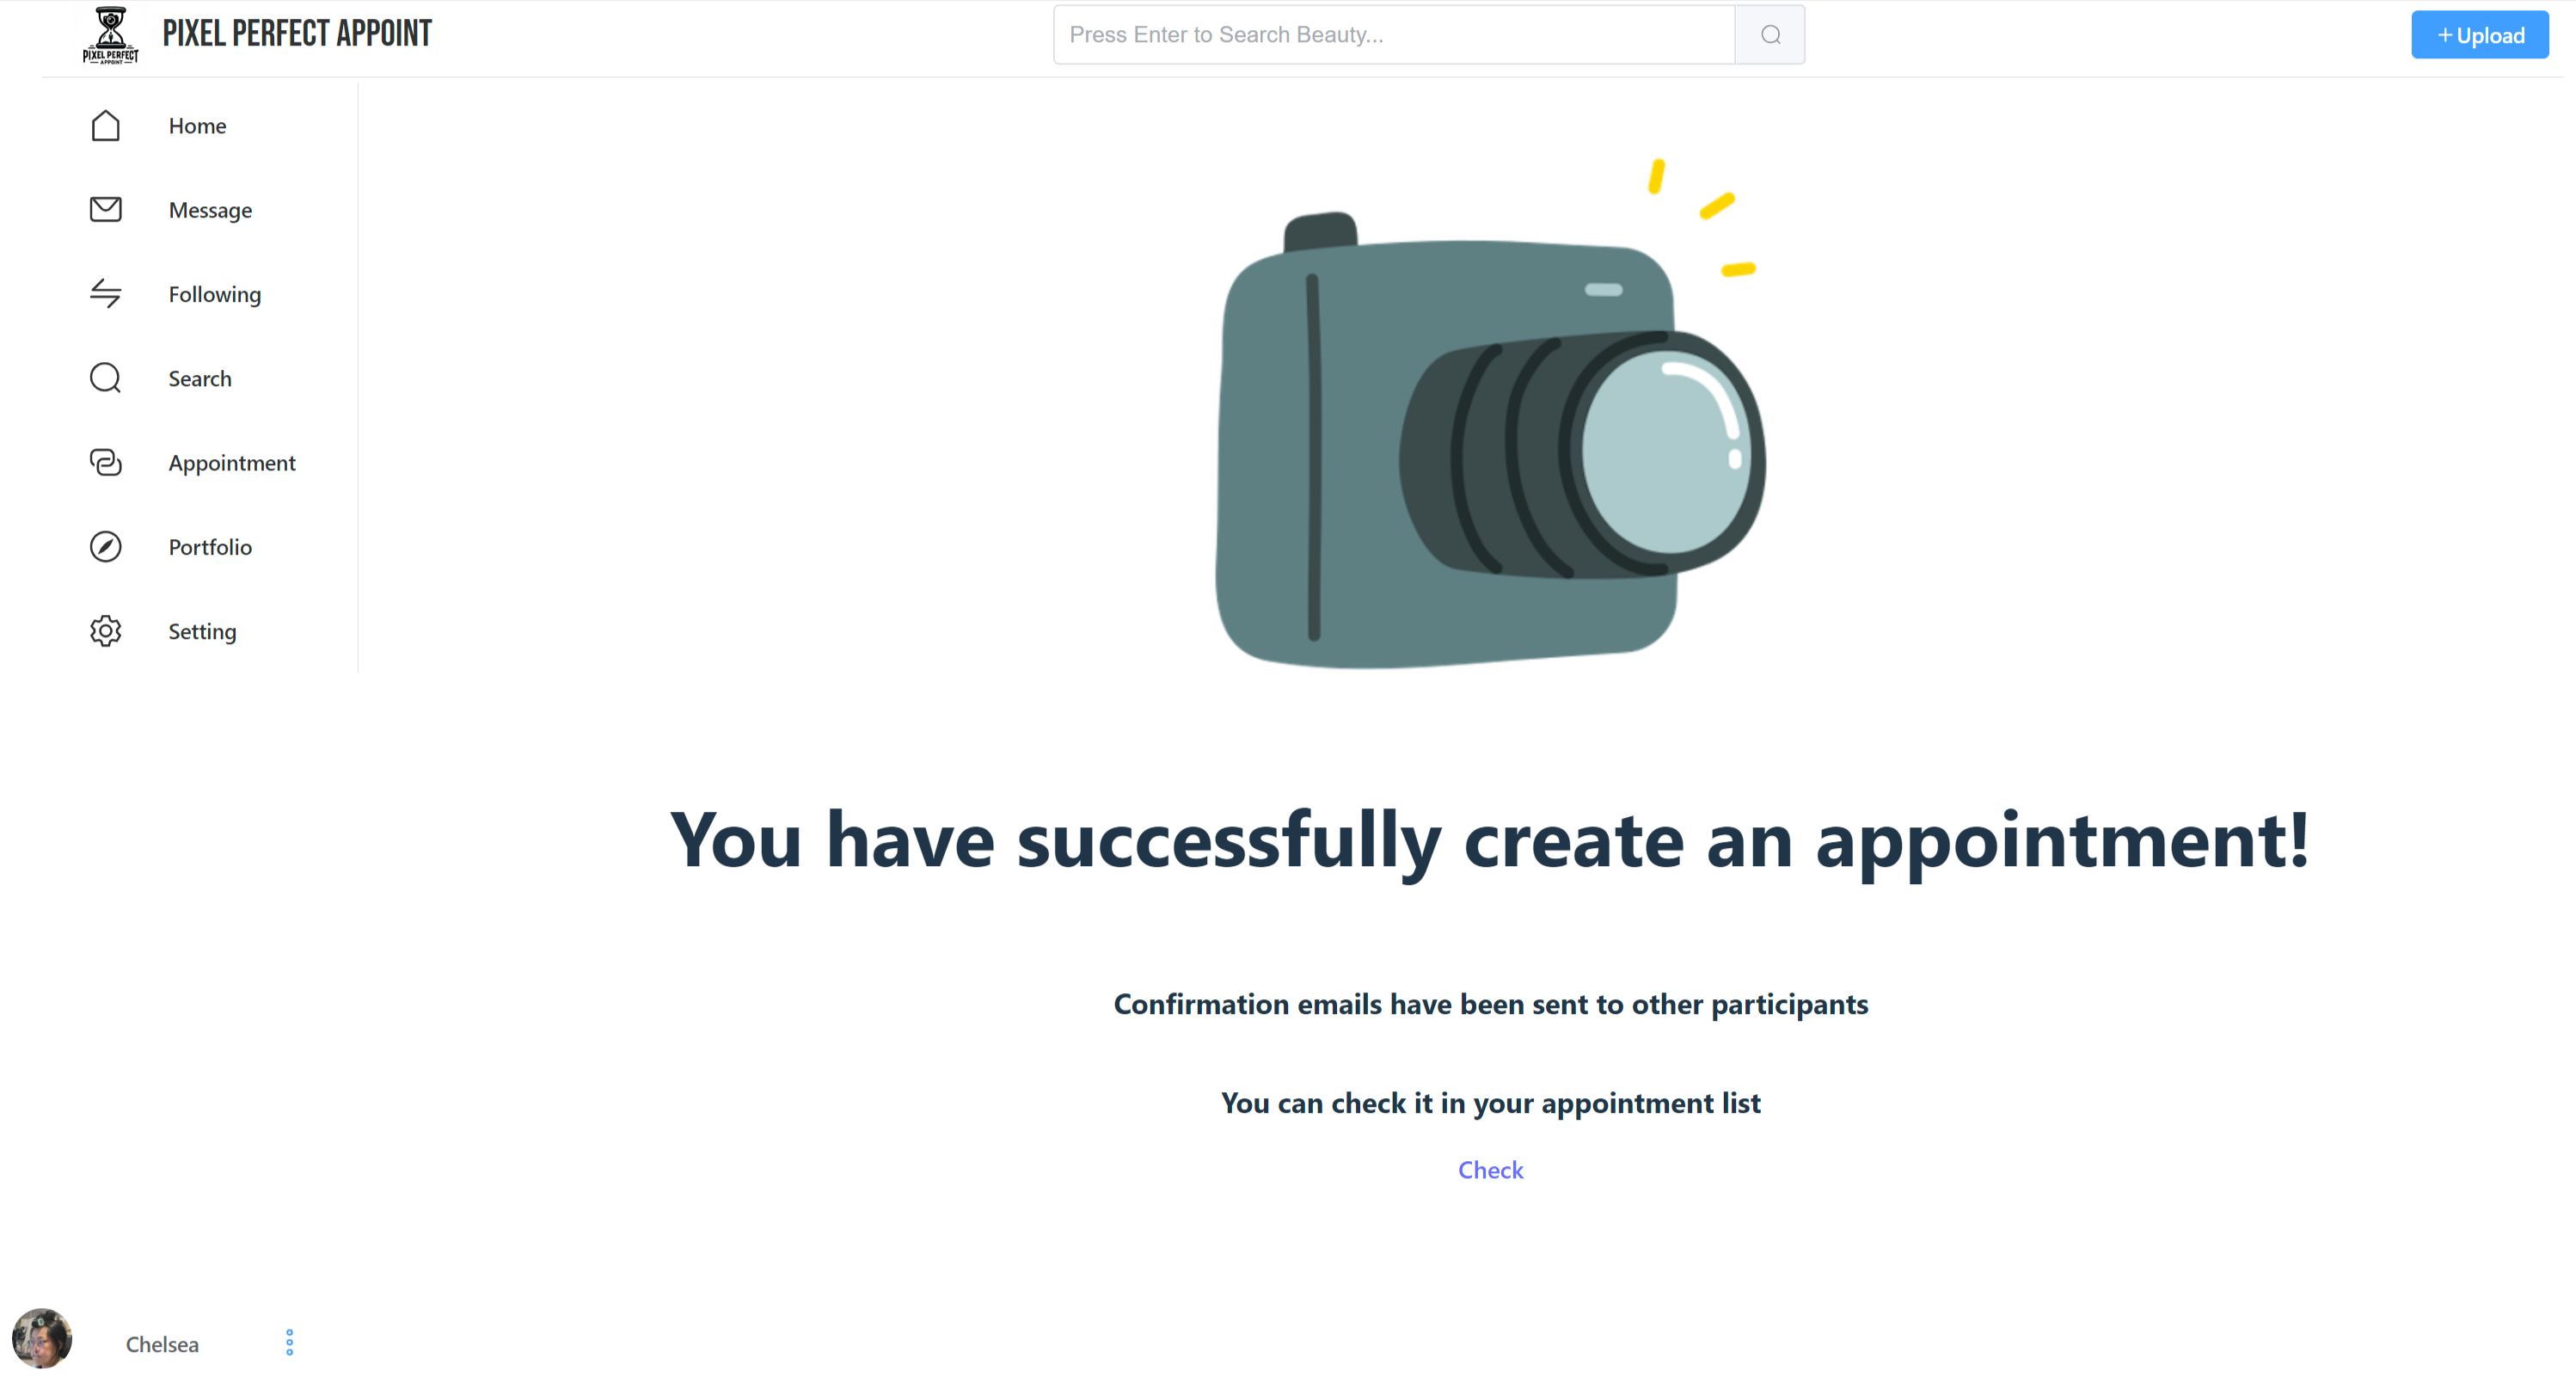 PIXEL PERFECT
APPOINT
PIXEL PERFECT APPOINT
Press Enter to Search Beauty...
+ Upload
Home
Message
Following
Search
Appointment
Portfolio
Setting
You have successfully create an appointment!
Confirmation emails have been sent to other participants
You can check it in your appointment list
Check
Chelsea